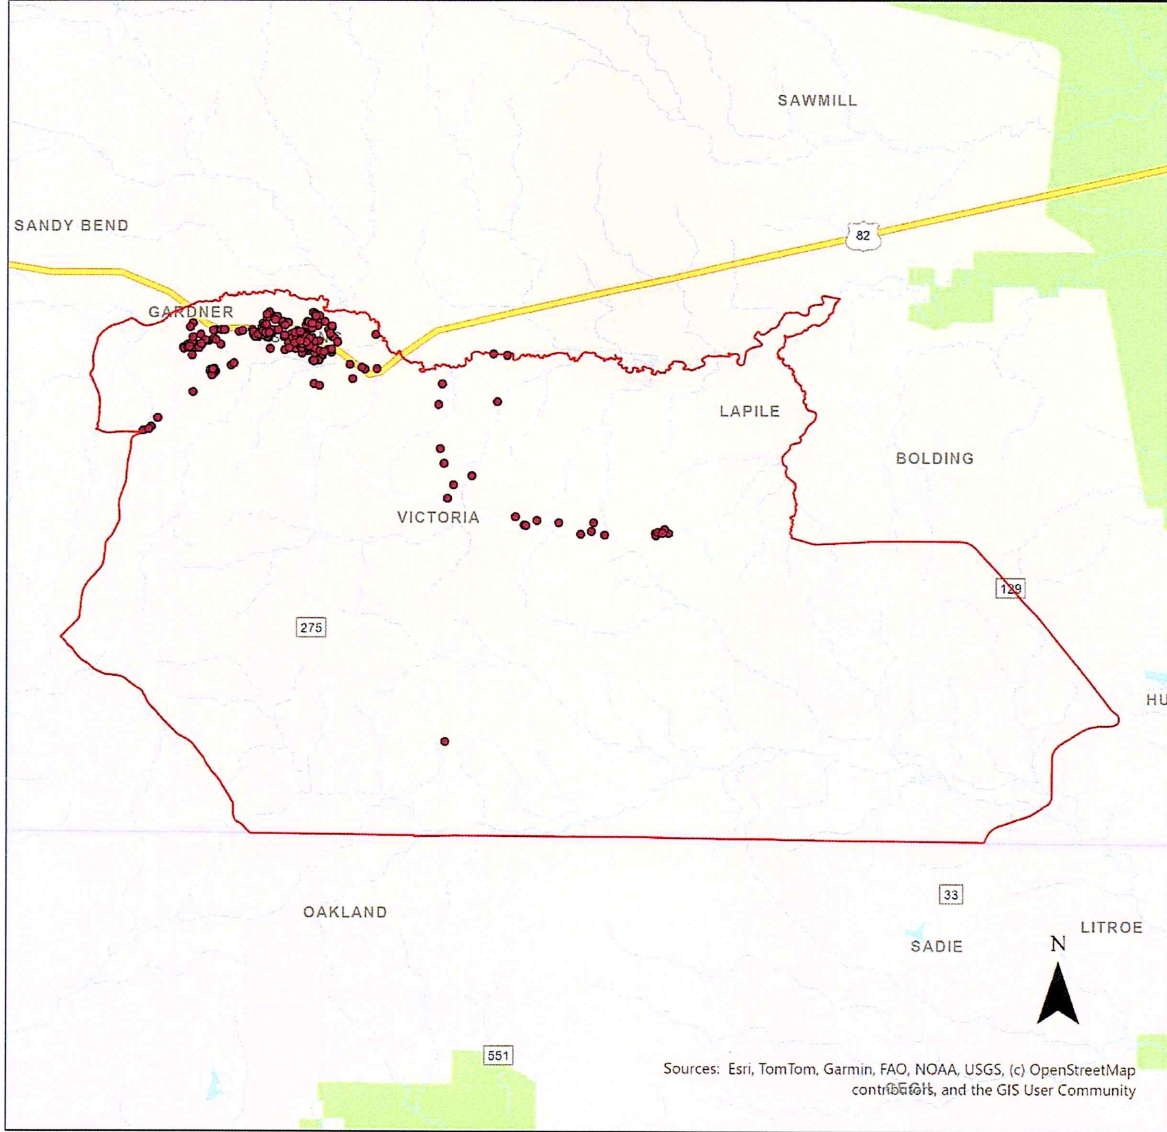 SAWMILL
SANDY BEND
82
GARDNER
LAPILE
BOLDING
VICTORIA
129
275
HU
OAKLAND
33
LITROE
SADIE
N
551
Sources: Esri, TomTom, Garmin, FAO, NOAA, USGS, (c) OpenStreetMap
contributors, and the GIS User Community